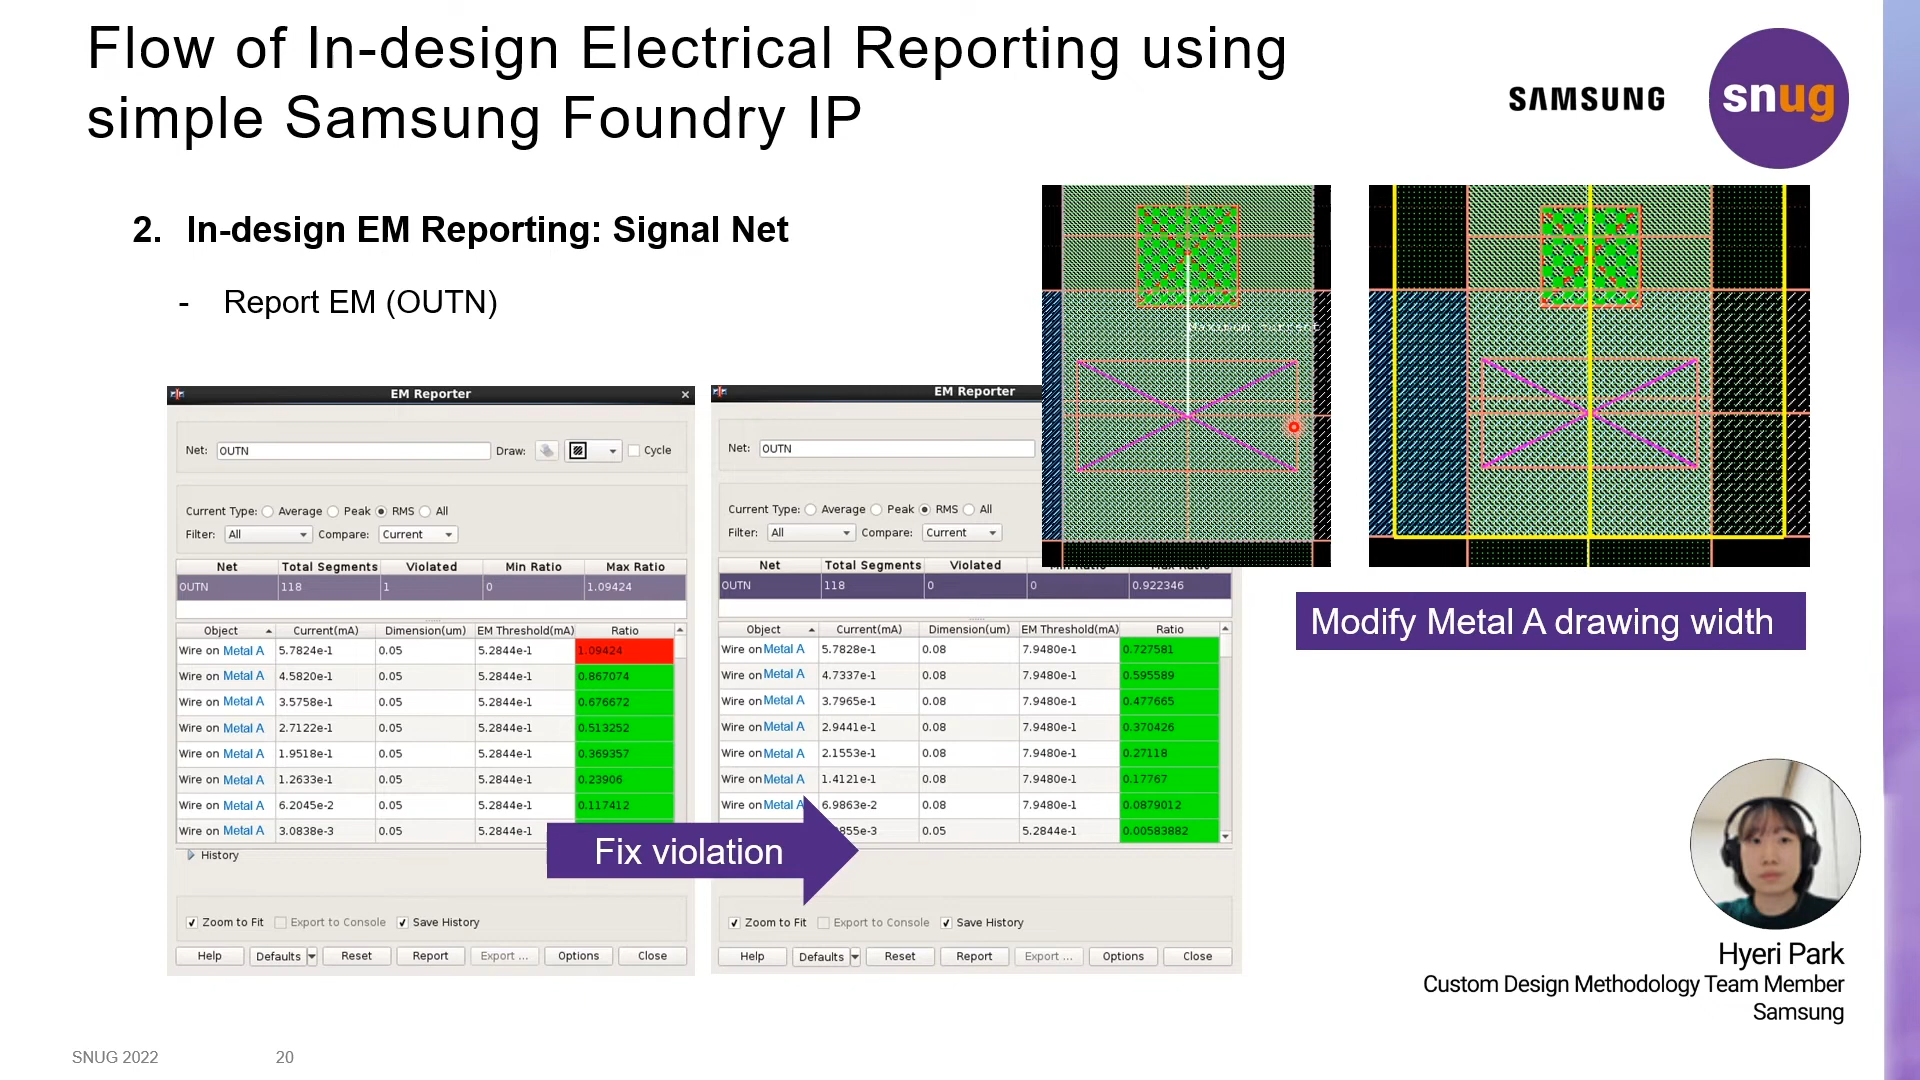 Flow of In-design Electrical Reporting using
simple Samsung Foundry IP
SAMSUNG
snug
2. In-design EM Reporting: Signal Net
- Report EM (OUTN)
EM Reporter
Net: OUTN Draw: Cycle
Current Type: Average Peak RMS All
Filter: All Compare: Current
Net Total Segments Violated Min Ratio Max Ratio
OUTN 118 1 0 1.09424
Object Current(mA) Dimension(um) EM Threshold(mA) Ratio
Wire on Metal A 5.7824e-1 0.05 5.2844e-1 1.09424
Wire on Metal A 4.5820e-1 0.05 5.2844e-1 0.867074
Wire on Metal A 3.5758e-1 0.05 5.2844e-1 0.676672
Wire on Metal A 2.7122e-1 0.05 5.2844e-1 0.513252
Wire on Metal A 1.9518e-1 0.05 5.2844e-1 0.369357
Wire on Metal A 1.2633e-1 0.05 5.2844e-1 0.23906
Wire on Metal A 6.2045e-2 0.05 5.2844e-1 0.117412
Wire on Metal A 3.0838e-3 0.05 5.2844e-1
History
Zoom to Fit Export to Console Save History
Help Defaults Reset Report Export ... Options Close
EM Reporter
Net: OUTN
Current Type: Average Peak RMS All
Filter: All Compare: Current
Net Total Segments Violated Min Ratio Max Ratio
OUTN 118 0 0 0.922346
Object Current(mA) Dimension(um) EM Threshold(mA) Ratio
Wire on Metal A 5.7828e-1 0.08 7.9480e-1 0.727581
Wire on Metal A 4.7337e-1 0.08 7.9480e-1 0.595589
Wire on Metal A 3.7965e-1 0.08 7.9480e-1 0.477665
Wire on Metal A 2.9441e-1 0.08 7.9480e-1 0.370426
Wire on Metal A 2.1553e-1 0.08 7.9480e-1 0.27118
Wire on Metal A 1.4121e-1 0.08 7.9480e-1 0.17767
Wire on Metal A 6.9863e-2 0.08 7.9480e-1 0.0879012
855e-3 0.05 5.2844e-1 0.00583882
Zoom to Fit Export to Console Save History
Help Defaults Reset Report Export ... Options Close
Fix violation
Maximum current
Modify Metal A drawing width
Hyeri Park
Custom Design Methodology Team Member
Samsung
SNUG 2022 20